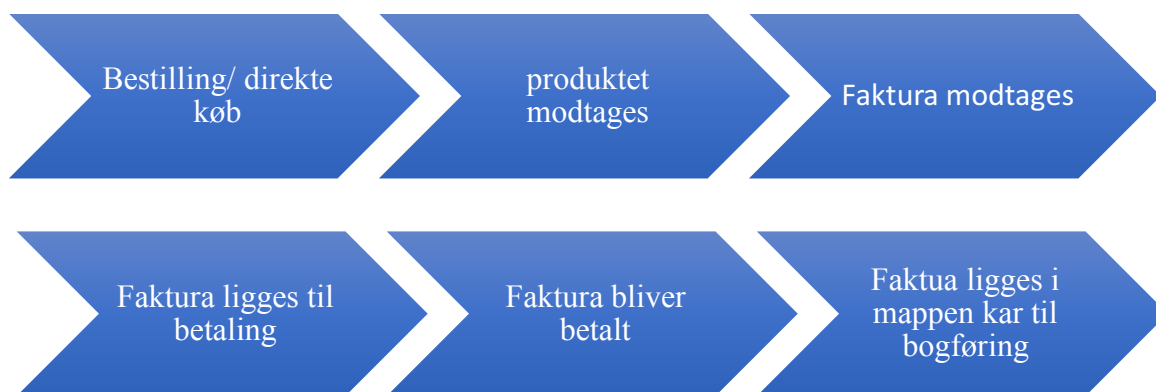 Bestilling/ direkte
køb
produktet
modtages
Faktura modtages
Faktura ligges til
betaling
Faktura bliver
betalt
Faktua ligges i
mappen kar til
bogføring